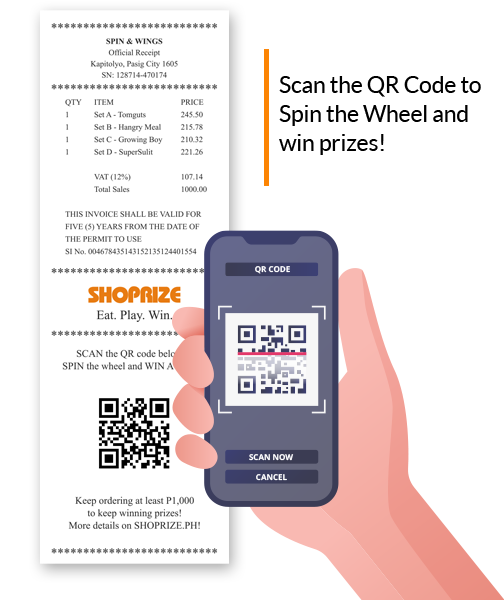 ************************
SPIN & WINGS
Official Receipt
Kapitolyo, Pasig City 1605
SN: 128714-470174
************************
QTY ITEM PRICE
1 Set A - Tomguts 245.50
1 Set B - Hangry Meal 215.78
1 Set C - Growing Boy 210.32
1 Set D - SuperSulit 221.26
VAT (12%) 107.14
Total Sales 1000.00
THIS INVOICE SHALL BE VALID FOR
FIVE (5) YEARS FROM THE DATE OF
THE PERMIT TO USE
SI No. 004678435143152135124401554
************************
SHOPRIZE
Eat. Play. Win.
************************
SCAN the QR code
SPIN the wheel and WIN A
Keep ordering at least P1,000
to keep winning prizes!
More details on SHOPRIZE.PH!
************************
Scan the QR Code to
Spin the Wheel and
win prizes!
QR CODE
SCAN NOW
CANCEL